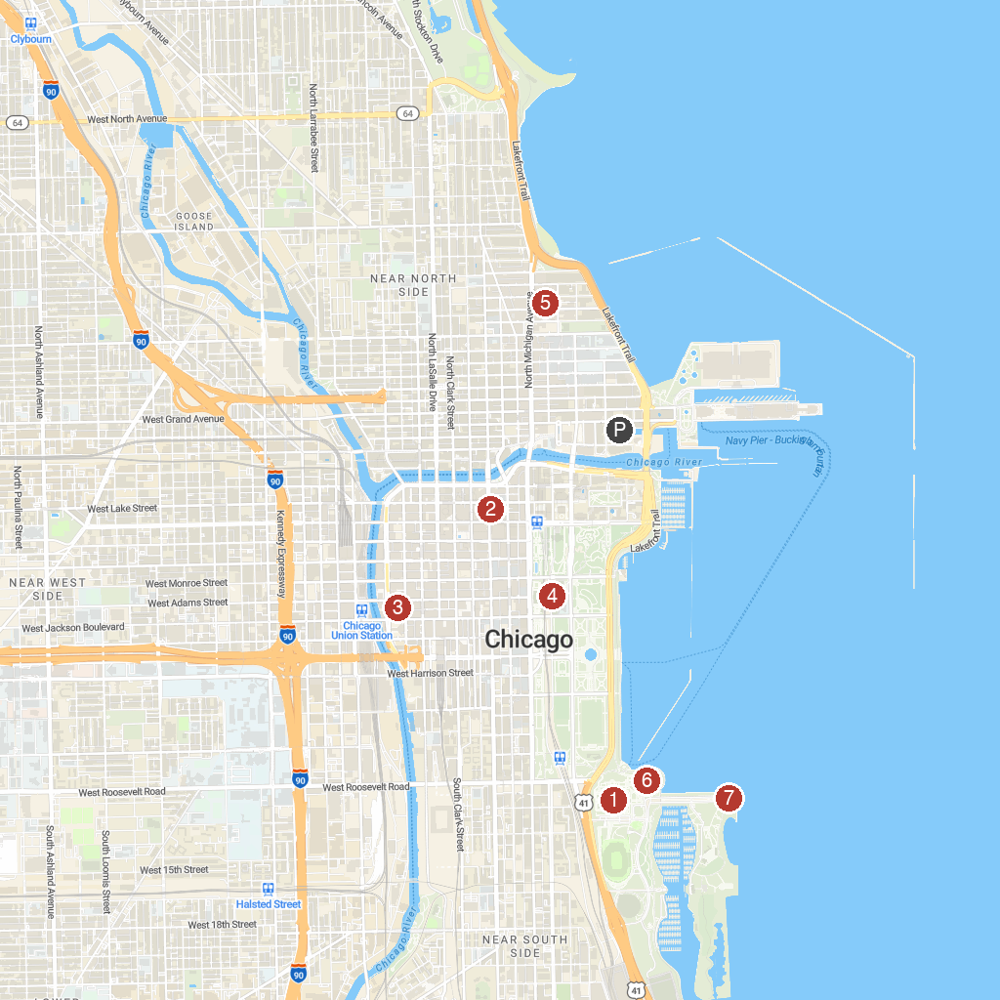 North Stockton Drive
Lincoln Avenue
Clybourn Avenue
Clybourn
90
64
West North Avenue
64
North Larrabee Street
Lakefront Trail
Chicago River
GOOSE
ISLAND
NEAR NORTH
SIDE
5
North Michigan Avenue
Lakefront Trail
Chicago River
North Ashland Avenue
90
North LaSalle Drive
North Clark Street
West Grand Avenue
P
Navy Pier - Buckingham Fountain
Chicago River
North Paulina Street
90
West Lake Street
2
Kennedy Expressway
Lakefront Trail
NEAR WEST
SIDE
West Monroe Street
West Adams Street
4
3
West Jackson Boulevard
Chicago
Union Station
90
Chicago
West Harrison Street
90
West Roosevelt Road
West Roosevelt Road
6
1
7
41
South Clark Street
South Ashland Avenue
South Loomis Street
West 15th Street
Halsted Street
West 18th Street
Chicago River
NEAR SOUTH
SIDE
90
41
LOWER